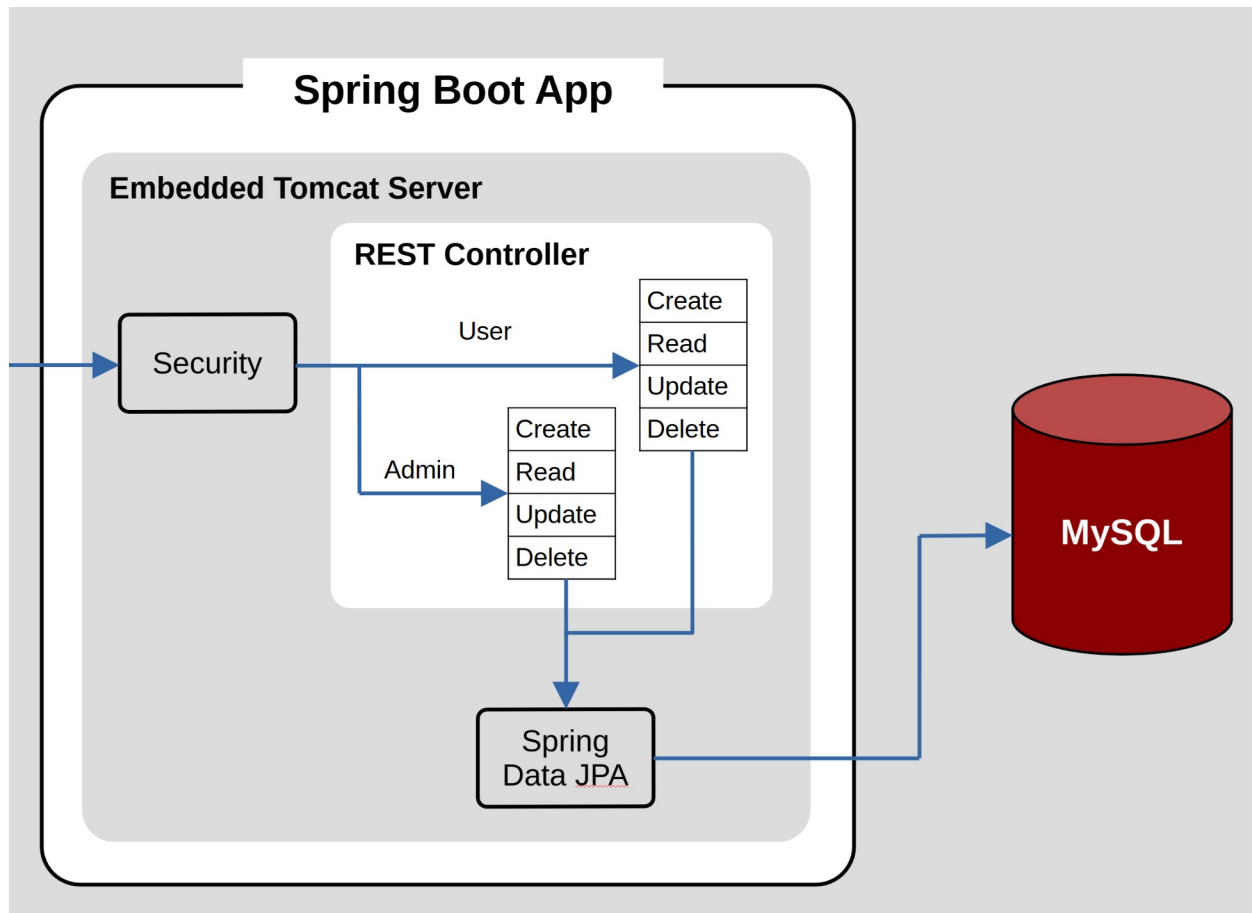 Spring Boot App
Embedded Tomcat Server
REST Controller
Create
User
Read
Security
Update
Delete
Create
Admin
Read
Update
Delete
MySQL
Spring
Data JPA